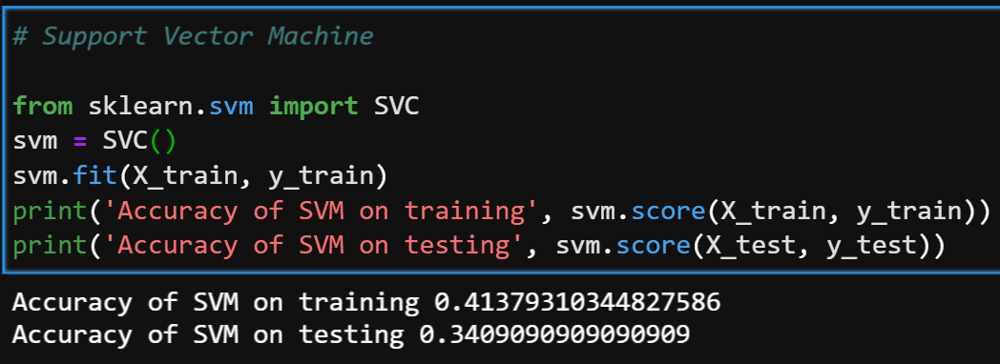 # Support Vector Machine
from sklearn.svm import SVC
svm = SVC()
svm.fit(X_train, y_train)
print('Accuracy of SVM on training', svm.score(X_train, y_train))
print('Accuracy of SVM on testing', svm.score(X_test, y_test))
Accuracy of SVM on training 0.41379310344827586
Accuracy of SVM on testing 0.3409090909090909